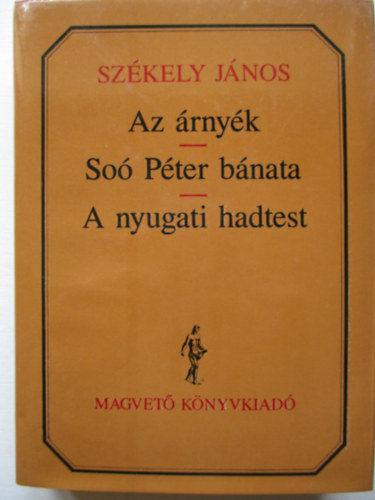 SZÉKELY JÁNOS
Az árnyék
Soó Péter bánata
A nyugati hadtest
MAGVETŐ KÖNYVKIADÓ